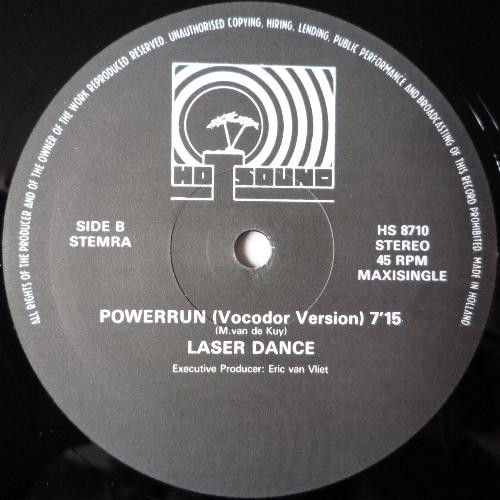 ALL RIGHTS OF THE PRODUCER AND OF THE OWNER OF THE WORK REPRODUCED RESERVED. UNAUTHORISED COPYING, HIRING, LENDING, PUBLIC PERFORMANCE AND BROADCASTING OF THIS RECORD PROHIBITED. MADE IN HOLLAND
HD SOUND
SIDE B
STEMRA
HS 8710
STEREO
45 RPM
MAXISINGLE
POWERRUN (Vocodor Version) 7'15
(M.van de Kuy)
LASER DANCE
Executive Producer: Eric van Vliet